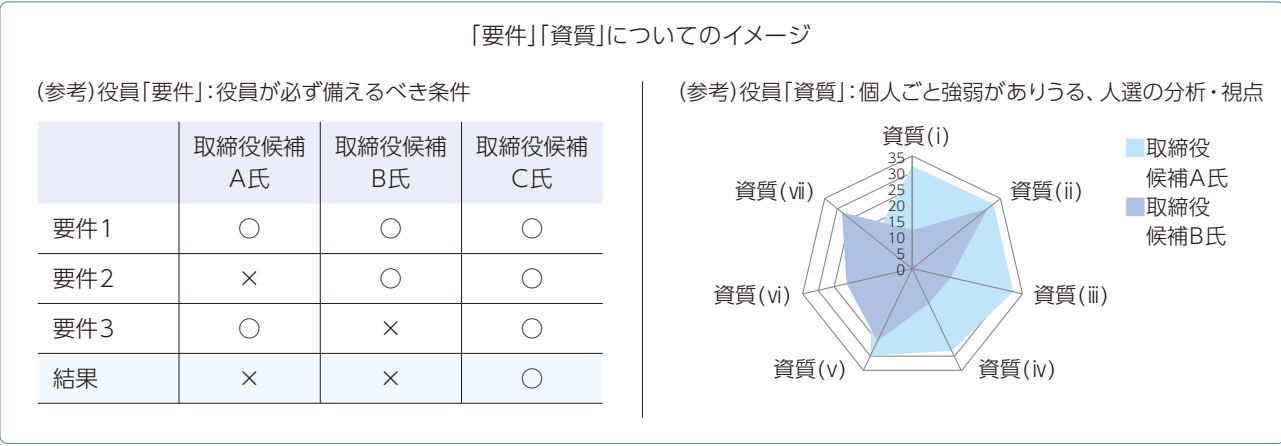 「要件」「資質」についてのイメージ
(参考)役員「要件」：役員が必ず備えるべき条件
取締役候補 取締役候補 取締役候補
A氏 B氏 C氏
要件1 ○ ○ ○
要件2 × ○ ○
要件3 ○ × ○
結果 × × ○
(参考)役員「資質」：個人ごと強弱がありうる、人選の分析・視点
資質(ⅰ)
35
30
25
20
15
10
5
0
資質(ⅱ)
資質(ⅲ)
資質(ⅳ)
資質(ⅴ)
資質(ⅵ)
資質(ⅶ)
取締役
候補A氏
取締役
候補B氏